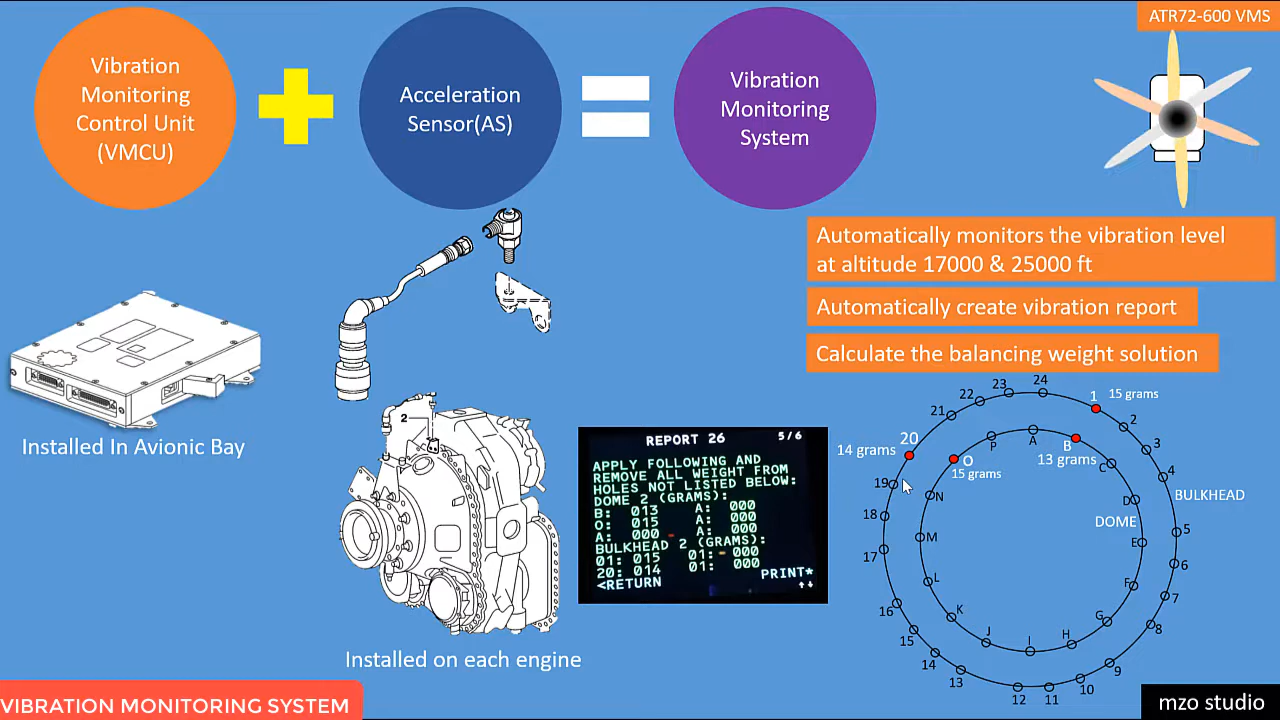 ATR72-600 VMS
Vibration
Monitoring
Control Unit
(VMCU)
Acceleration
Sensor(AS)
Vibration
Monitoring
System
Automatically monitors the vibration level
at altitude 17000 & 25000 ft
Automatically create vibration report
Calculate the balancing weight solution
Installed In Avionic Bay
2
Installed on each engine
REPORT 26 5/6
APPLY FOLLOWING AND
REMOVE ALL WEIGHT FROM
HOLES NOT LISTED BELOW:
DOME 2 (GRAMS):
B: 013 A: 000
O: 015 A: 000
A: 000 A: 000
BULKHEAD 2 (GRAMS):
01: 015 01: 000
20: 014 01: 000
<RETURN PRINT*
24
1
15 grams
2
3
4
BULKHEAD
5
6
7
8
9
10
11
12
13
14
15
16
17
18
19
20
14 grams
21
22
23
A
B
13 grams
C
D
DOME
E
F
G
H
I
J
K
L
M
N
O
15 grams
P
VIBRATION MONITORING SYSTEM
mzo studio